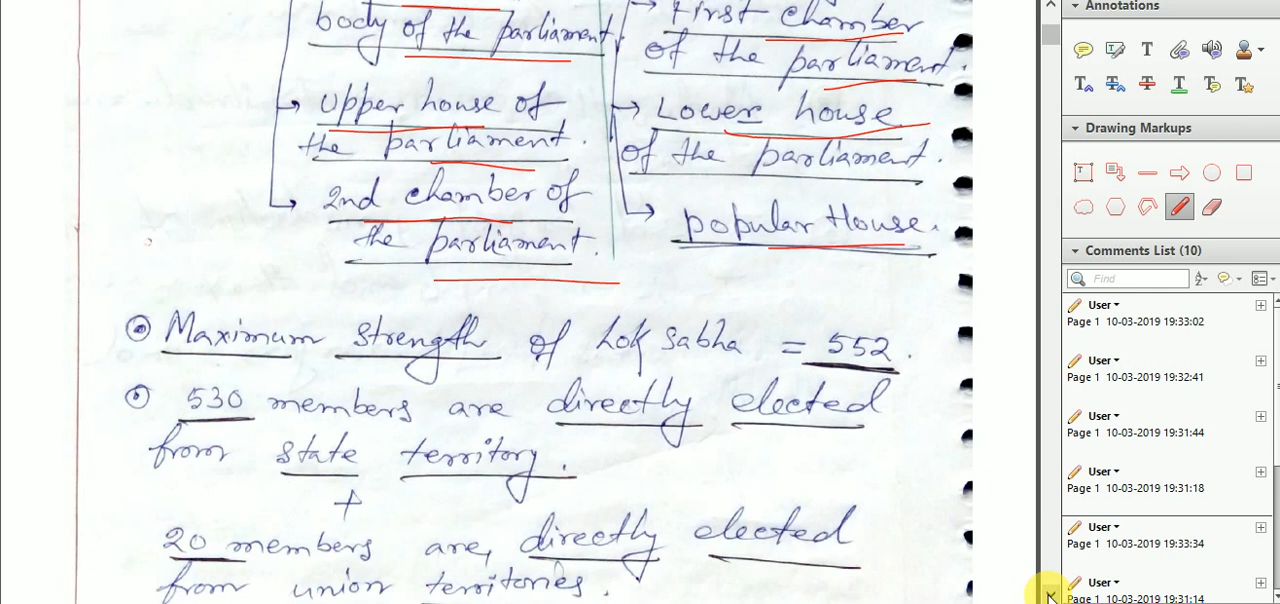 body of the parliament
Upper house of
the parliament.
2nd chamber of
the parliament.
First chamber
of the parliament.
Lower house
of the parliament.
popular House.
Maximum strength of Lok Sabha = 552.
530 members are directly elected
from state territory.
+
20 members are, directly elected
from union territories.
Annotations
T
Drawing Markups
Comments List (10)
Find
User
Page 1 10-03-2019 19:33:02
User
Page 1 10-03-2019 19:32:41
User
Page 1 10-03-2019 19:31:44
User
Page 1 10-03-2019 19:31:18
User
Page 1 10-03-2019 19:33:34
User
Page 1 10-03-2019 19:31:14